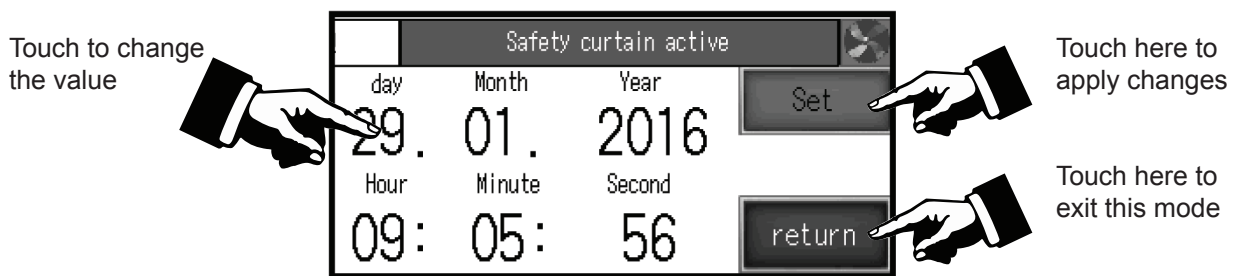 Touch to change
the value
Safety curtain active
day Month Year
29. 01. 2016
Hour Minute Second
09: 05: 56
Set
return
Touch here to
apply changes
Touch here to
exit this mode